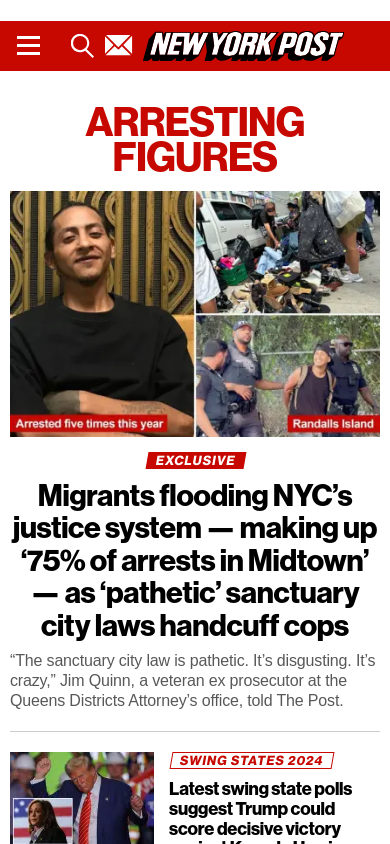 NEW YORK POST
ARRESTING
FIGURES
Arrested five times this year
Randalls Island
EXCLUSIVE
Migrants flooding NYC’s
justice system — making up
‘75% of arrests in Midtown’
— as ‘pathetic’ sanctuary
city laws handcuff cops
“The sanctuary city law is pathetic. It’s disgusting. It’s
crazy,” Jim Quinn, a veteran ex prosecutor at the
Queens Districts Attorney’s office, told The Post.
SWING STATES 2024
Latest swing state polls
suggest Trump could
score decisive victory